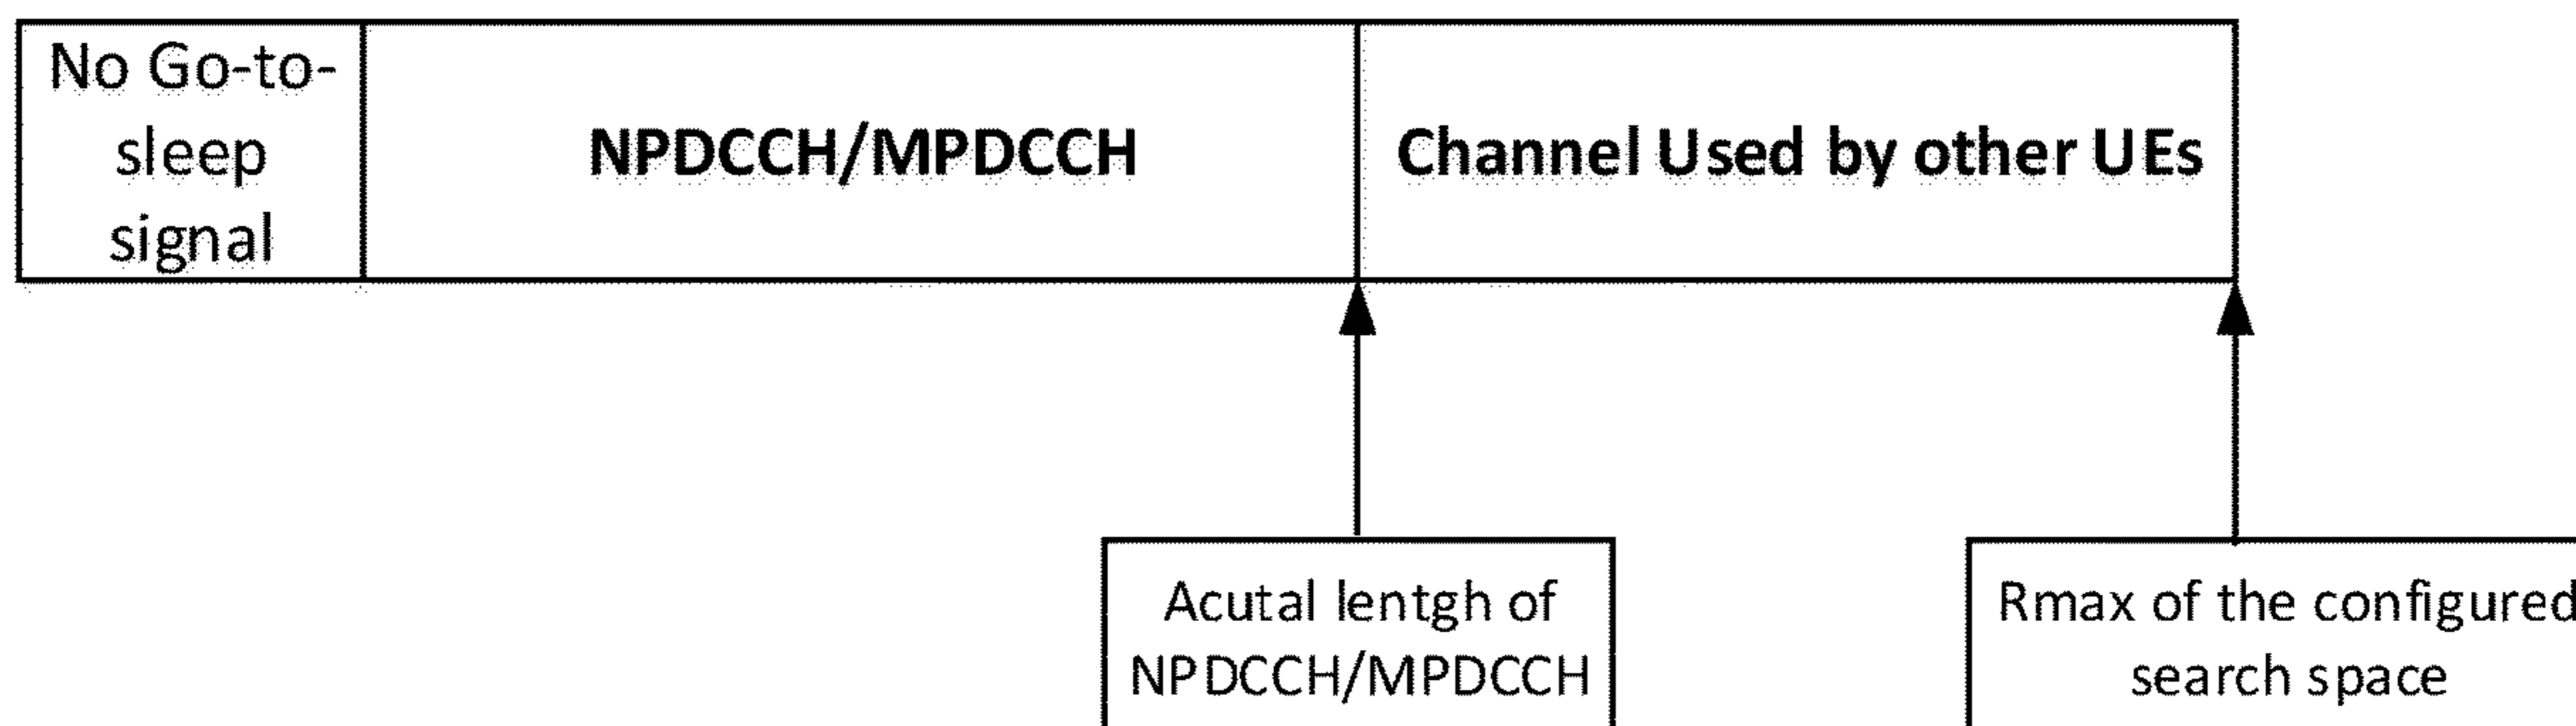 No Go-to-
sleep
signal
NPDCCH/MPDCCH
Channel Used by other UEs
Acutal lentgh of
NPDCCH/MPDCCH
Rmax of the configured
search space